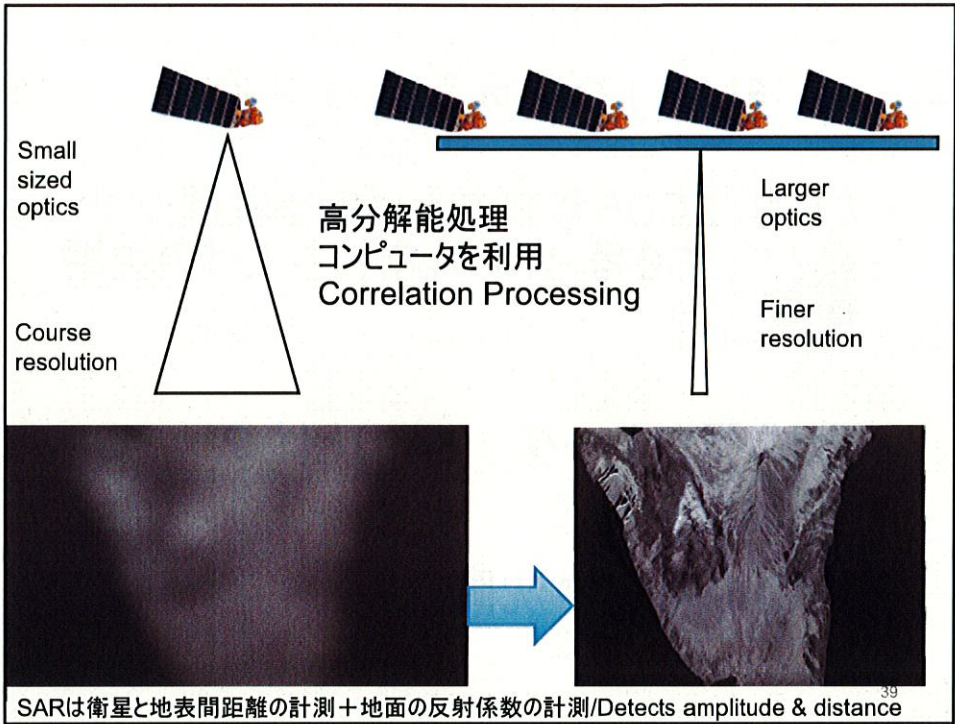 Small
sized
optics
Course
resolution
高分解能処理
コンピュータを利用
Correlation Processing
Larger
optics
Finer
resolution
39
SARは衛星と地表間距離の計測＋地面の反射係数の計測/Detects amplitude & distance